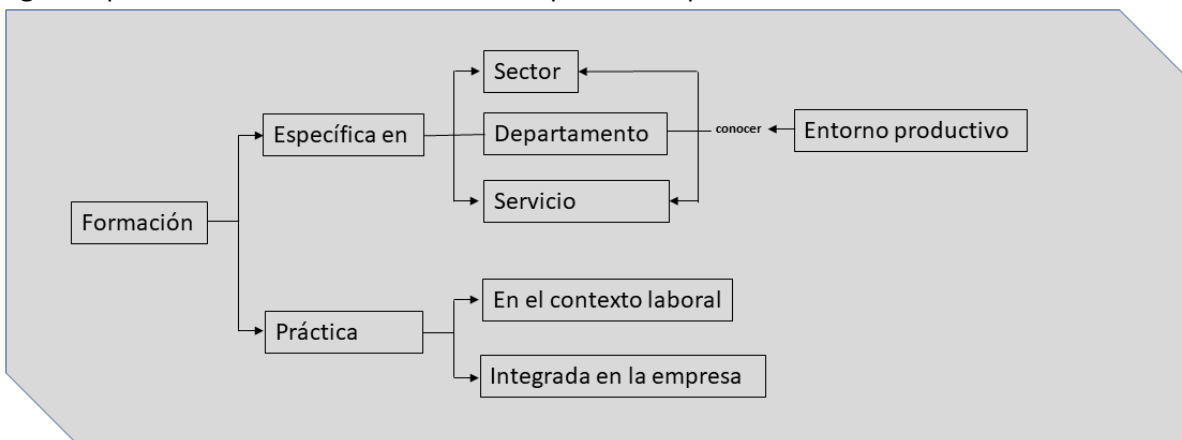 Formación
Específica en
Práctica
Sector
Departamento
Servicio
conocer
Entorno productivo
En el contexto laboral
Integrada en la empresa